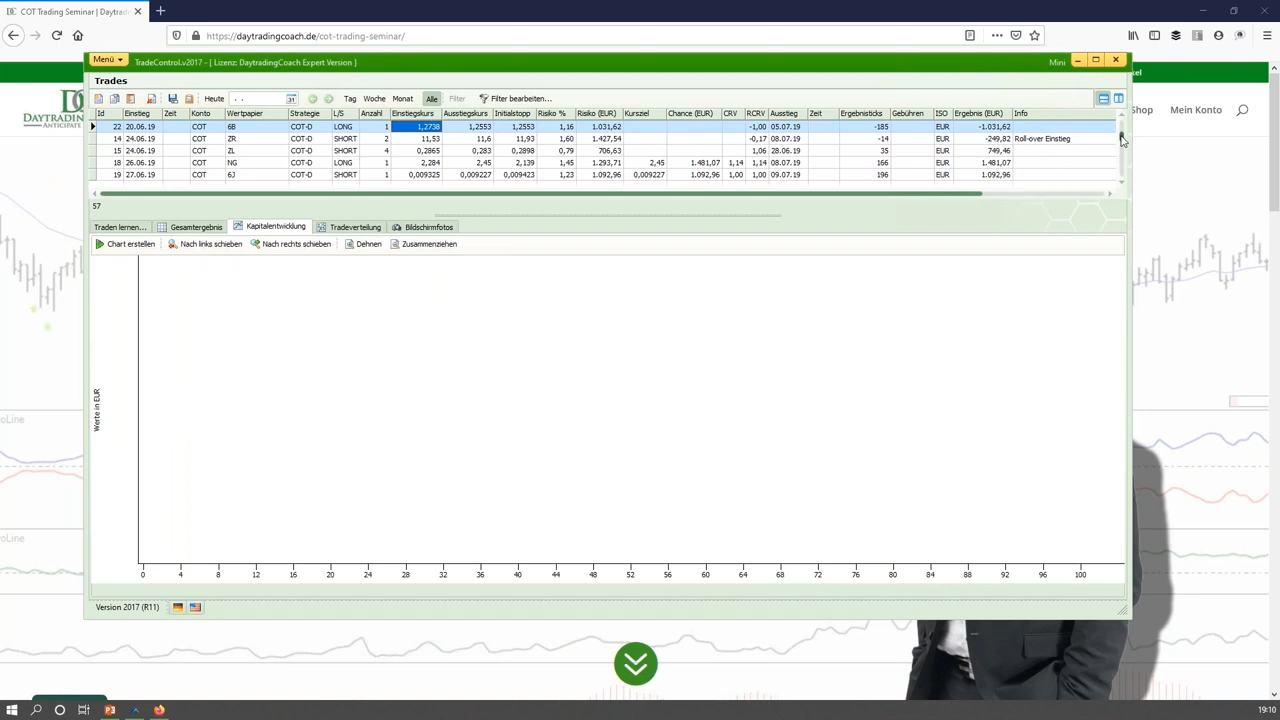 COT Trading Seminar | Daytradi
https://daytradingcoach.de/cot-trading-seminar/
Menü TradeControl.v2017 - [ Lizenz: DaytradingCoach Expert Version ] Mini
Trades
Heute . . 31 Tag Woche Monat Alle Filter Filter bearbeiten...
Id Einstieg Zeit Konto Wertpapier Strategie L/S Anzahl Einstiegskurs Ausstiegskurs Initialstopp Risiko % Risiko (EUR) Kursziel Chance (EUR) CRV RCRV Ausstieg Zeit Ergebnisticks Gebühren ISO Ergebnis (EUR) Info
22 20.06.19 COT 6B COT-D LONG 1 1,2738 1,2553 1,2553 1,16 1.031,62 -1,00 05.07.19 -185 EUR -1.031,62
14 24.06.19 COT ZR COT-D SHORT 2 11,53 11,6 11,93 1,60 1.427,54 -0,17 08.07.19 -14 EUR -249,82 Roll-over Einstieg
15 24.06.19 COT ZL COT-D SHORT 4 0,2865 0,283 0,2898 0,79 706,63 1,06 28.06.19 35 EUR 749,46
18 26.06.19 COT NG COT-D LONG 1 2,284 2,45 2,139 1,45 1.293,71 2,45 1.481,07 1,14 1,14 08.07.19 166 EUR 1.481,07
19 27.06.19 COT 6J COT-D SHORT 1 0,009325 0,009227 0,009423 1,23 1.092,96 0,009227 1.092,96 1,00 1,00 09.07.19 196 EUR 1.092,96
57
Traden lernen... Gesamtergebnis Kapitalentwicklung Tradeverteilung Bildschirmfotos
Chart erstellen Nach links schieben Nach rechts schieben Dehnen Zusammenziehen
Werte in EUR
0 4 8 12 16 20 24 28 32 36 40 44 48 52 56 60 64 68 72 76 80 84 88 92 96 100
Version 2017 (R11)
DAYTRADING
ANTICIPATE
Shop Mein Konto
roLine
oLine
19:10